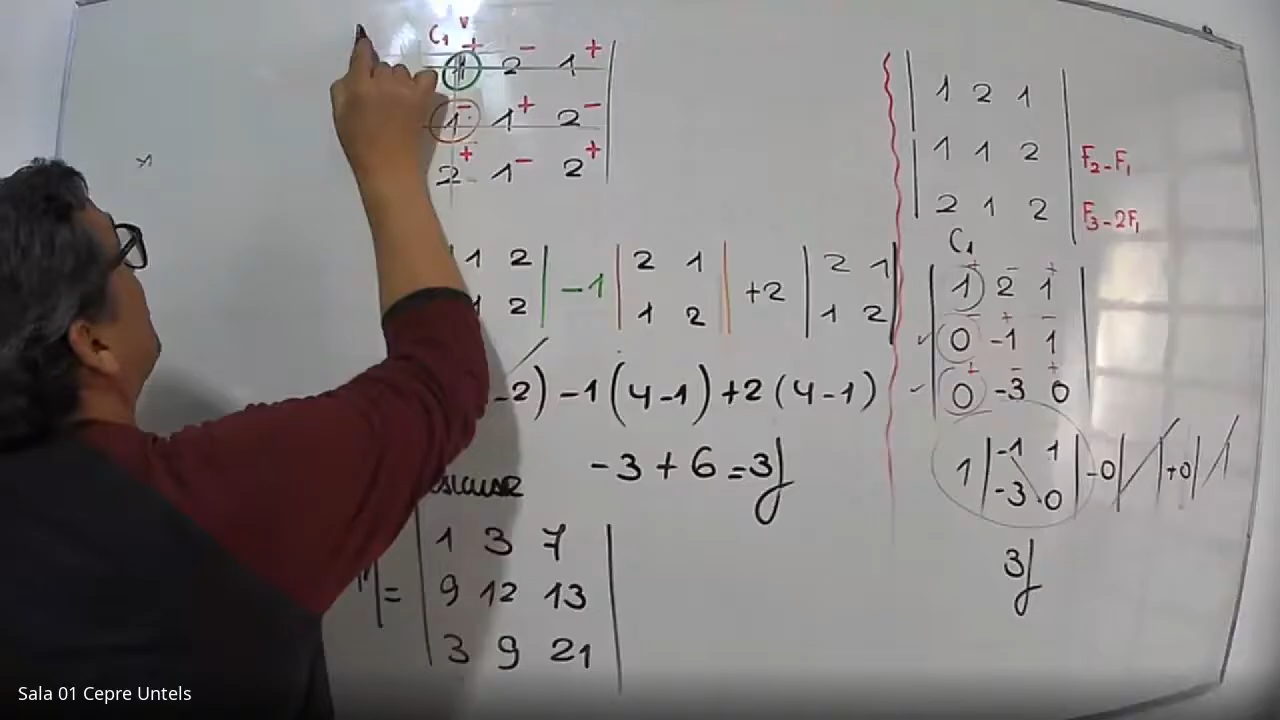 C₁ ∨
1⁺ 2⁻ 1⁺
1⁻ 1⁺ 2⁻
2⁺ 1⁻ 2⁺
1 2
1 2
-1 | 2 1 |
| 1 2 |
+2 | 2 1 |
| 1 2 |
-2) -1 (4-1) +2 (4-1)
-3 + 6 = 3
=
1 3 7
9 12 13
3 9 21
1 2 1
1 1 2 F₂-F₁
2 1 2 F₃-2F₁
C₁
1⁺ 2⁻ 1⁺
0⁻ -1⁺ 1⁻
0⁺ -3⁻ 0⁺
1 | -1 1 | -0 | | +0 | |
| -3 0 |
3
Sala 01 Cepre Untels